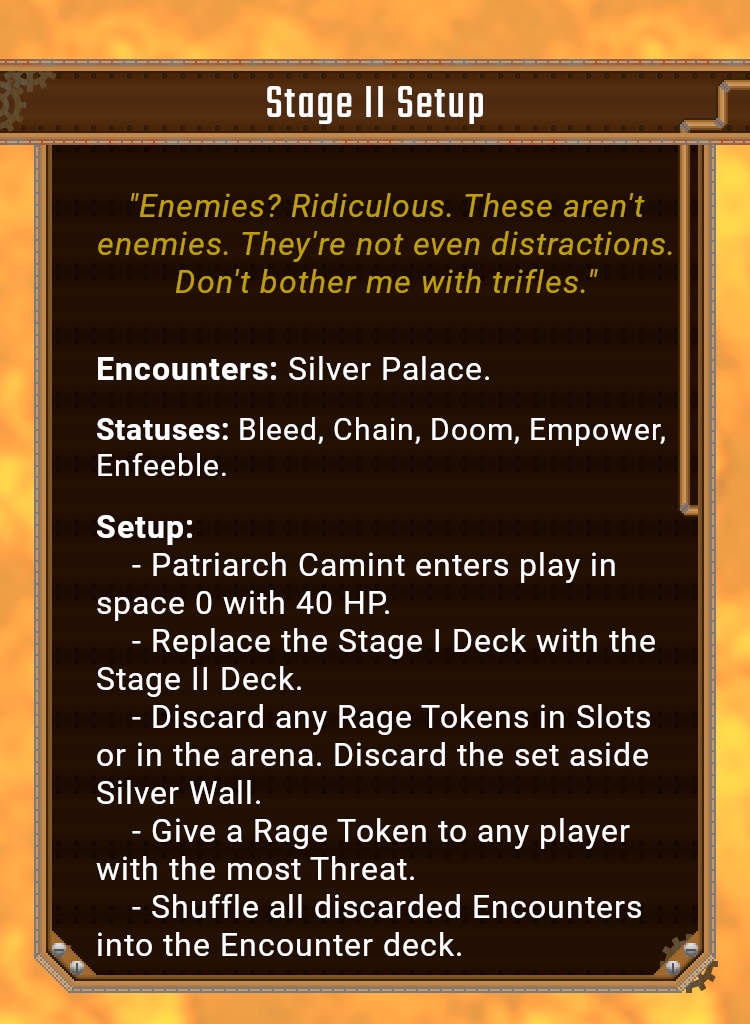 Stage II Setup
"Enemies? Ridiculous. These aren't
enemies. They're not even distractions.
Don't bother me with trifles."
Encounters: Silver Palace.
Statuses: Bleed, Chain, Doom, Empower,
Enfeeble.
Setup:
- Patriarch Camint enters play in
space 0 with 40 HP.
- Replace the Stage I Deck with the
Stage II Deck.
- Discard any Rage Tokens in Slots
or in the arena. Discard the set aside
Silver Wall.
- Give a Rage Token to any player
with the most Threat.
- Shuffle all discarded Encounters
into the Encounter deck.